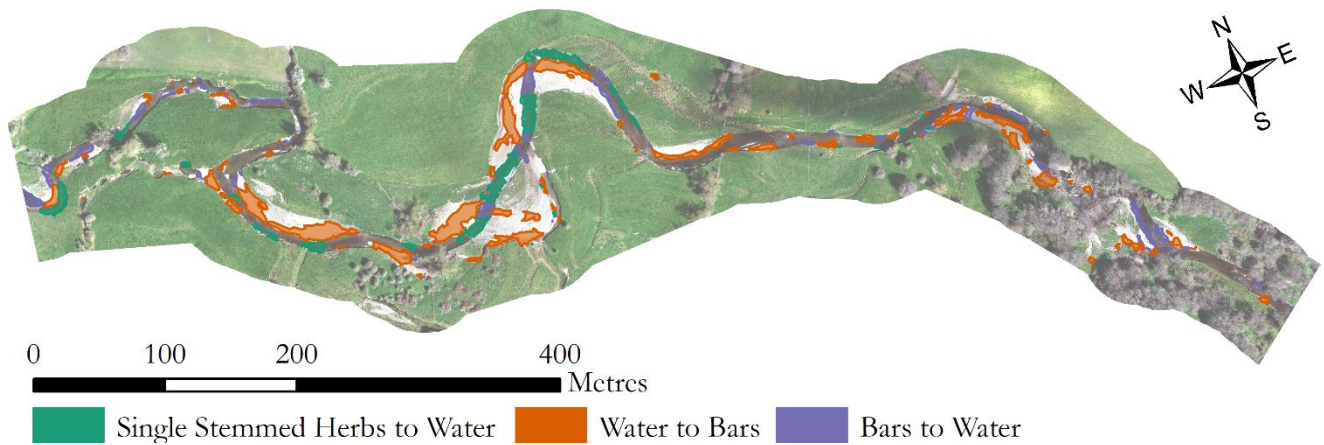 N
E
W
S
0 100 200 400
Metres
Single Stemmed Herbs to Water Water to Bars Bars to Water